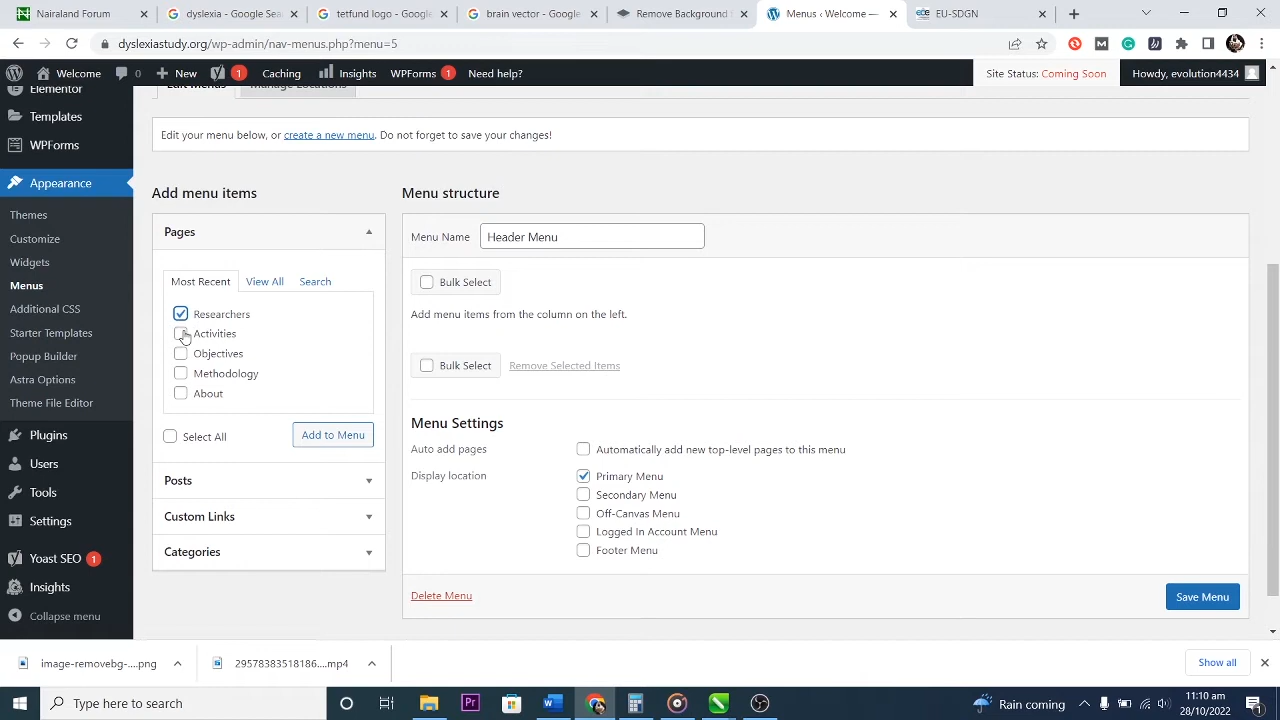 Nairaland Forum
dyslexis - Google Sear
tetfund logo - Google
brain vector - Google
Remove Background f
Menus ‹ Welcome —
EU-SDGN
dyslexiastudy.org/wp-admin/nav-menus.php?menu=5
Welcome 0 New 1 Caching Insights WPForms 1 Need help? Site Status: Coming Soon Howdy, evolution4434
Elementor
Templates
WPForms
Appearance
Themes
Customize
Widgets
Menus
Additional CSS
Starter Templates
Popup Builder
Astra Options
Theme File Editor
Plugins
Users
Tools
Settings
Yoast SEO 1
Insights
Collapse menu
Edit Menus Manage Locations
Edit your menu below, or create a new menu. Do not forget to save your changes!
Add menu items
Pages
Most Recent View All Search
Researchers
Activities
Objectives
Methodology
About
Select All Add to Menu
Posts
Custom Links
Categories
Menu structure
Menu Name Header Menu
Bulk Select
Add menu items from the column on the left.
Bulk Select Remove Selected Items
Menu Settings
Auto add pages Automatically add new top-level pages to this menu
Display location Primary Menu
Secondary Menu
Off-Canvas Menu
Logged In Account Menu
Footer Menu
Delete Menu Save Menu
image-removebg-....png 29578383518186....mp4 Show all
Type here to search Pr Rain coming 11:10 am
28/10/2022 1